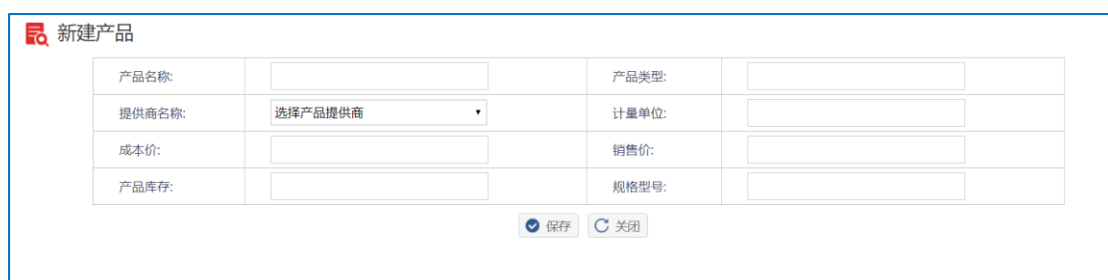 新建产品
产品名称: 产品类型:
提供商名称: 选择产品提供商 计量单位:
成本价: 销售价:
产品库存: 规格型号:
保存 关闭